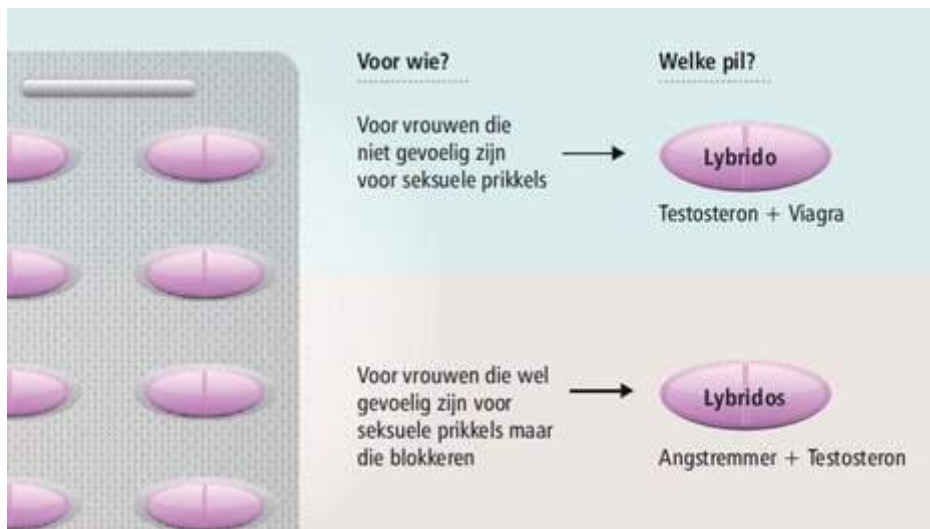 Voor wie?
Welke pil?
Voor vrouwen die
niet gevoelig zijn
voor seksuele prikkels
Lybrido
Testosteron + Viagra
Voor vrouwen die wel
gevoelig zijn voor
seksuele prikkels maar
die blokkeren
Lybridos
Angstremmer + Testosteron